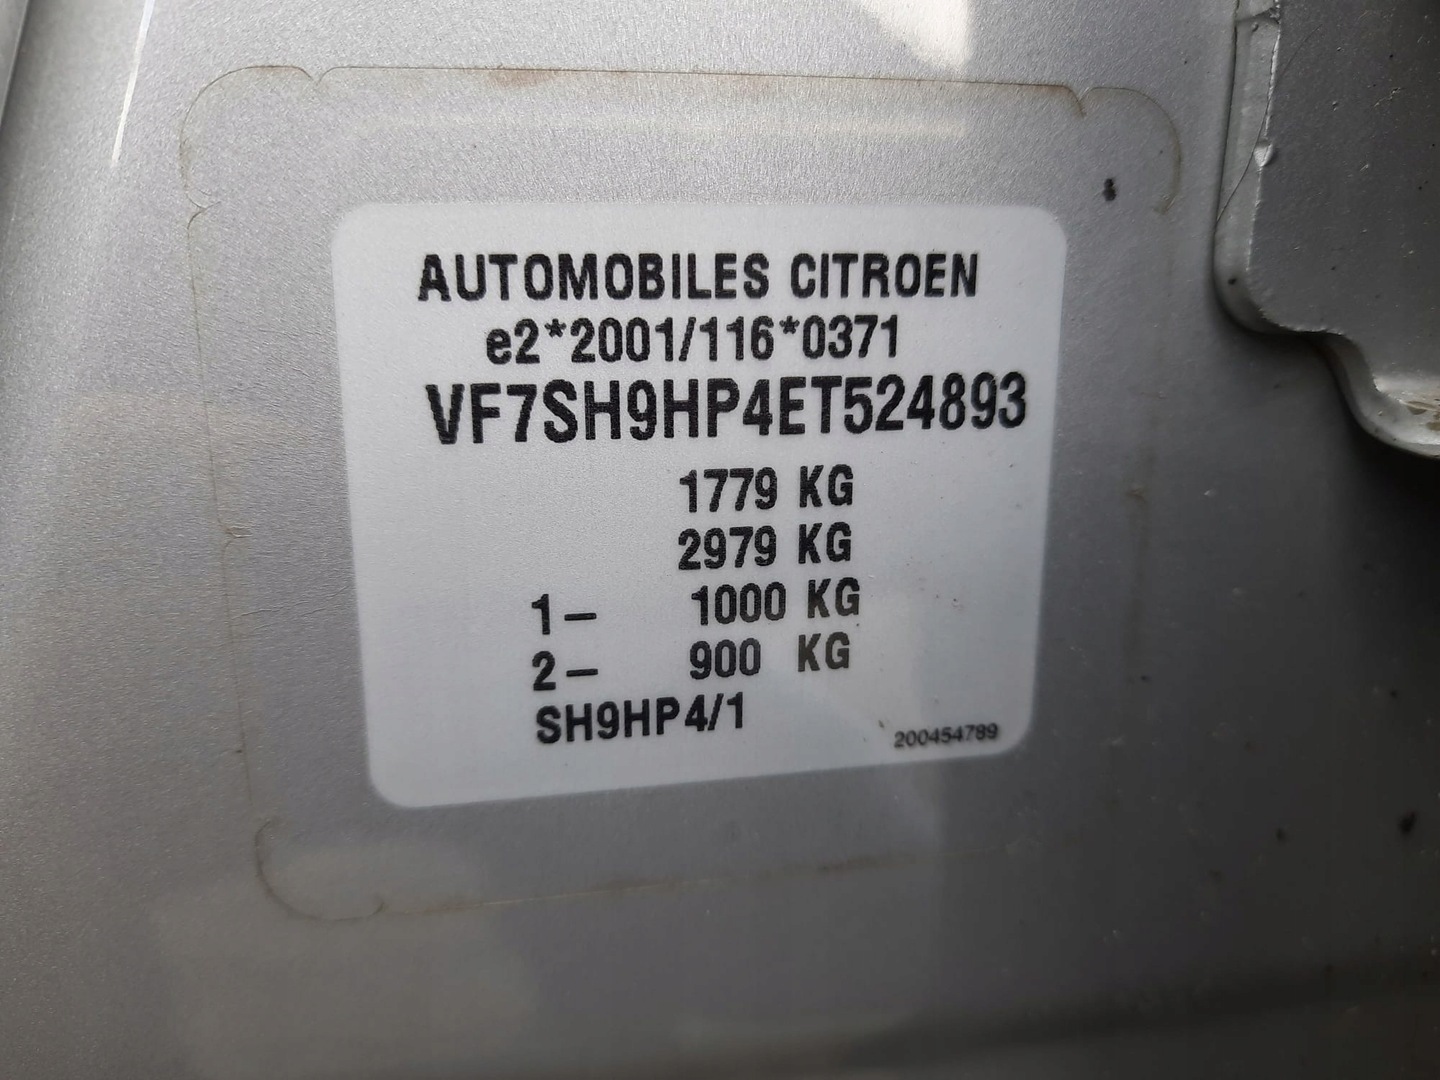 AUTOMOBILES CITROEN
e2*2001/116*0371
VF7SH9HP4ET524893
1779 KG
2979 KG
1- 1000 KG
2- 900 KG
SH9HP4/1
200454789